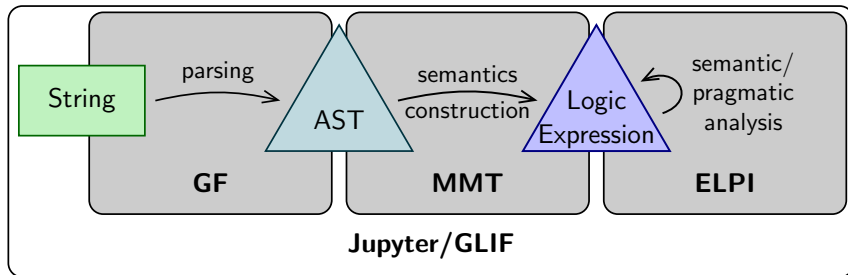 parsing
String
AST
semantics
construction
Logic
Expression
semantic/
pragmatic
analysis
GF
MMT
ELPI
Jupyter/GLIF